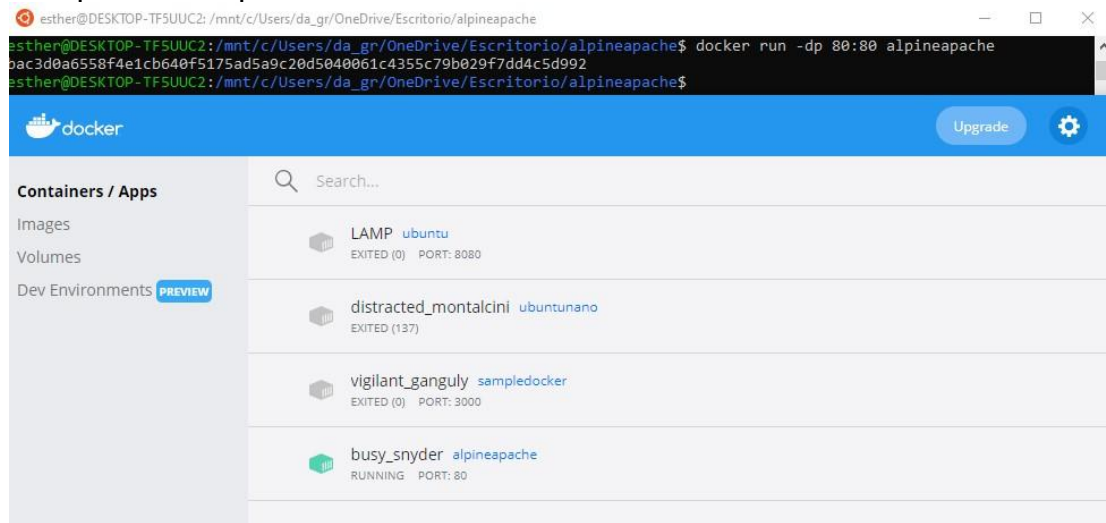 esther@DESKTOP-TF5UUC2: /mnt/c/Users/da_gr/OneDrive/Escritorio/alpineapache
esther@DESKTOP-TF5UUC2:/mnt/c/Users/da_gr/OneDrive/Escritorio/alpineapache$ docker run -dp 80:80 alpineapache
bac3d0a6558f4e1cb640f5175ad5a9c20d5040061c4355c79b029f7dd4c5d992
esther@DESKTOP-TF5UUC2:/mnt/c/Users/da_gr/OneDrive/Escritorio/alpineapache$
docker
Upgrade
Containers / Apps
Images
Volumes
Dev Environments PREVIEW
Search...
LAMP ubuntu
EXITED (0) PORT: 8080
distracted_montalcini ubuntunano
EXITED (137)
vigilant_ganguly sampledocker
EXITED (0) PORT: 3000
busy_snyder alpineapache
RUNNING PORT: 80